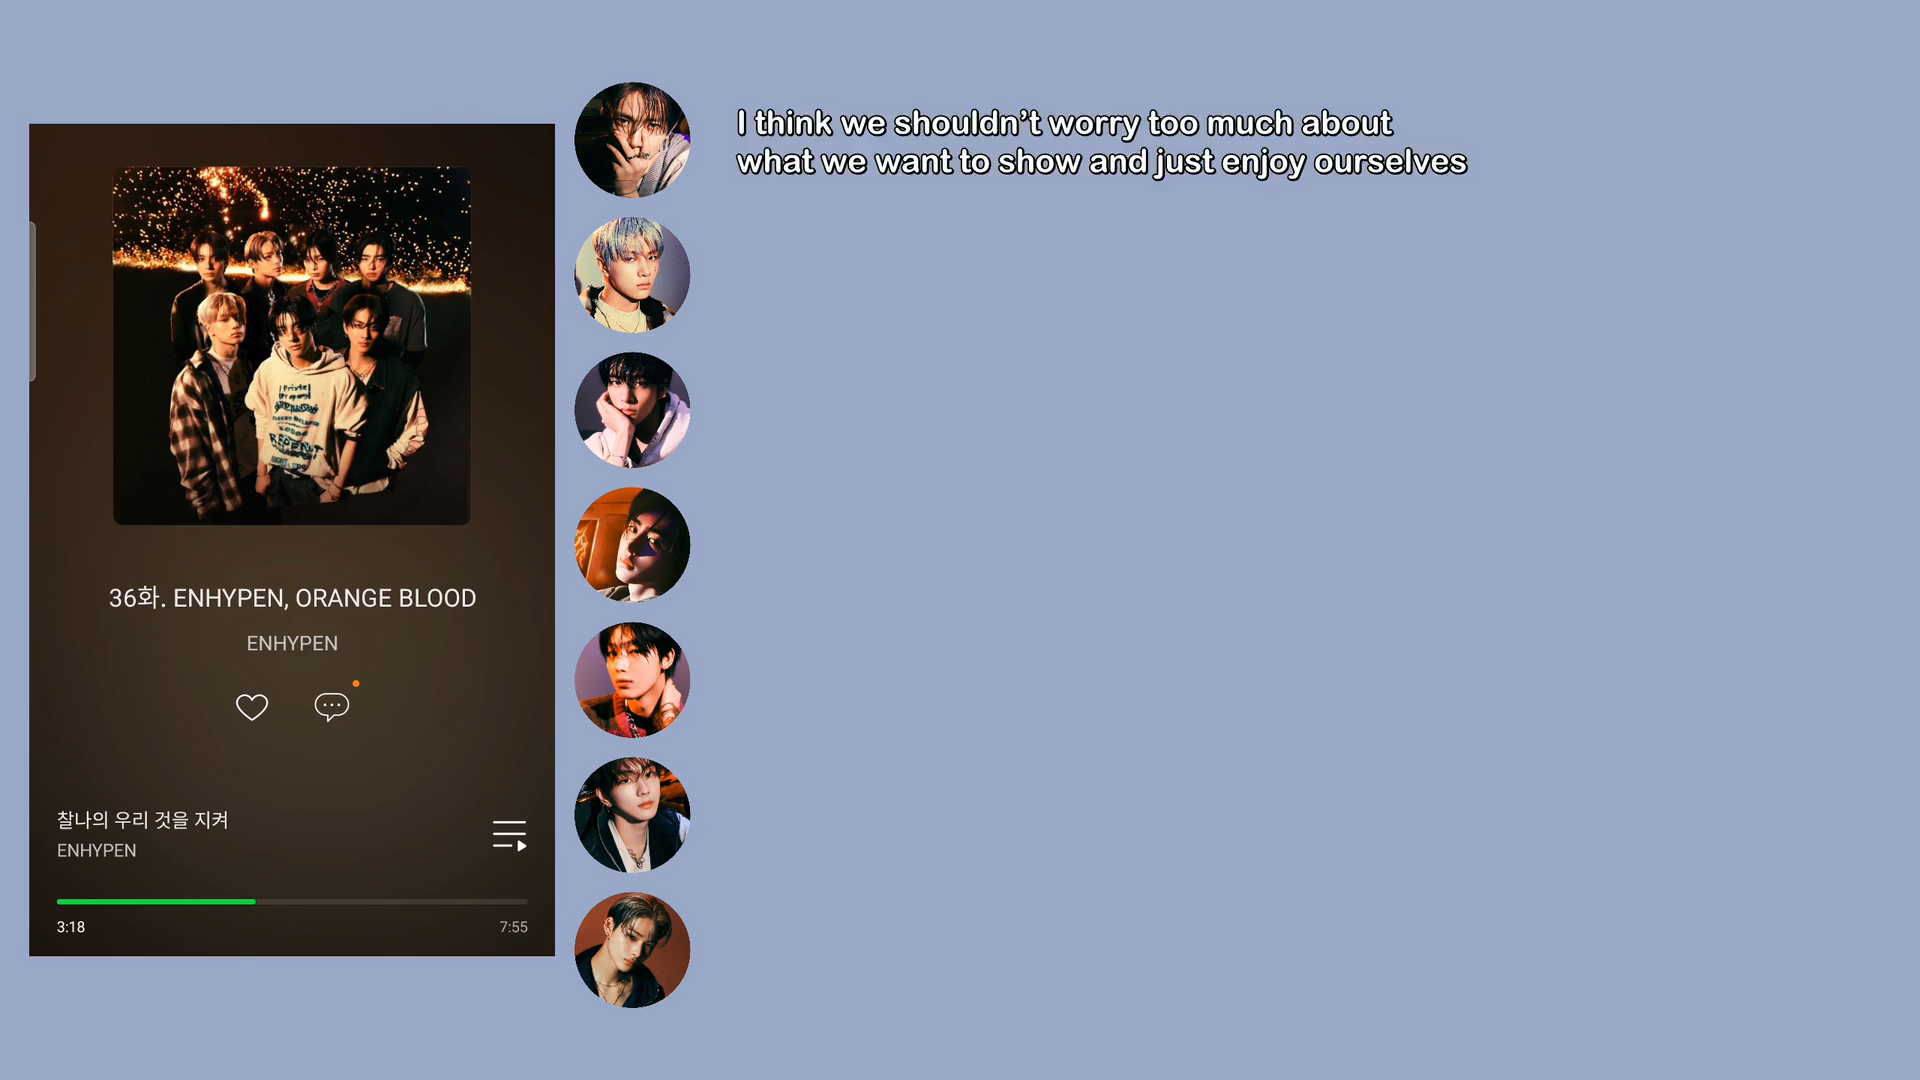 I think we shouldn't worry too much about
what we want to show and just enjoy ourselves
36화. ENHYPEN, ORANGE BLOOD
ENHYPEN
찰나의 우리 것을 지켜
ENHYPEN
3:18
7:55